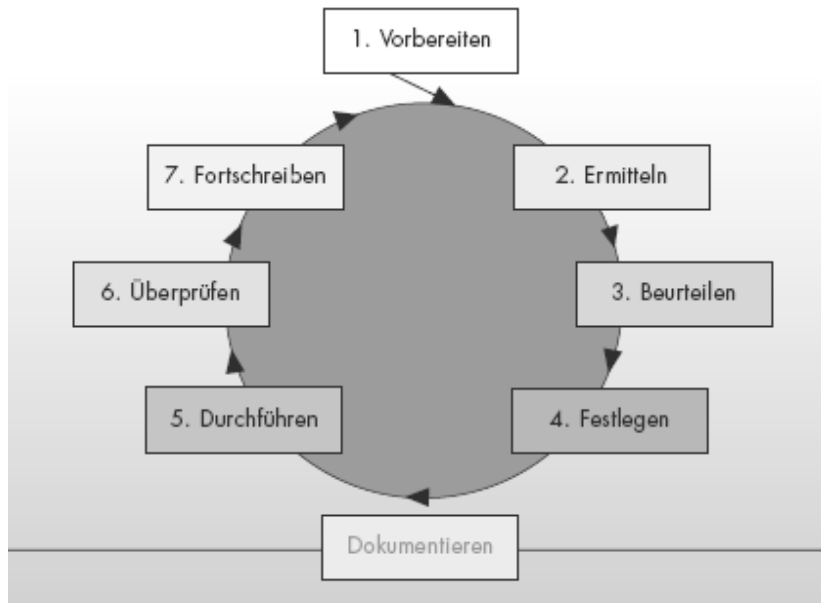 1. Vorbereiten
2. Ermitteln
3. Beurteilen
4. Festlegen
5. Durchführen
6. Überprüfen
7. Fortschreiben
Dokumentieren